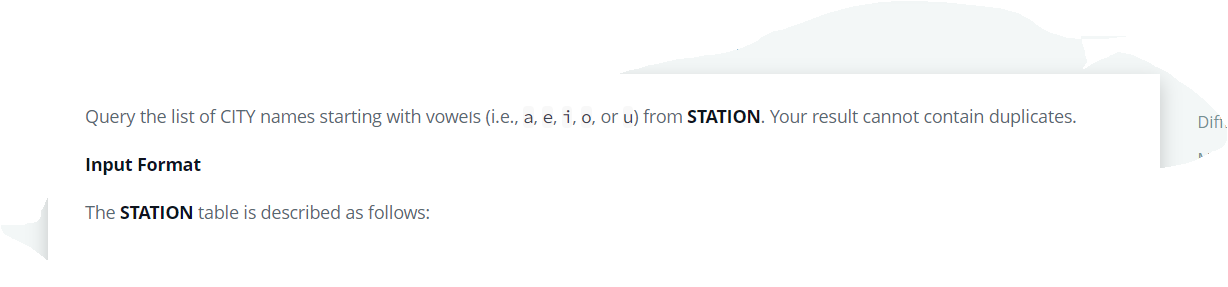 Query the list of CITY names starting with vowels (i.e., a, e, i, o, or u) from STATION. Your result cannot contain duplicates.
Input Format
The STATION table is described as follows: